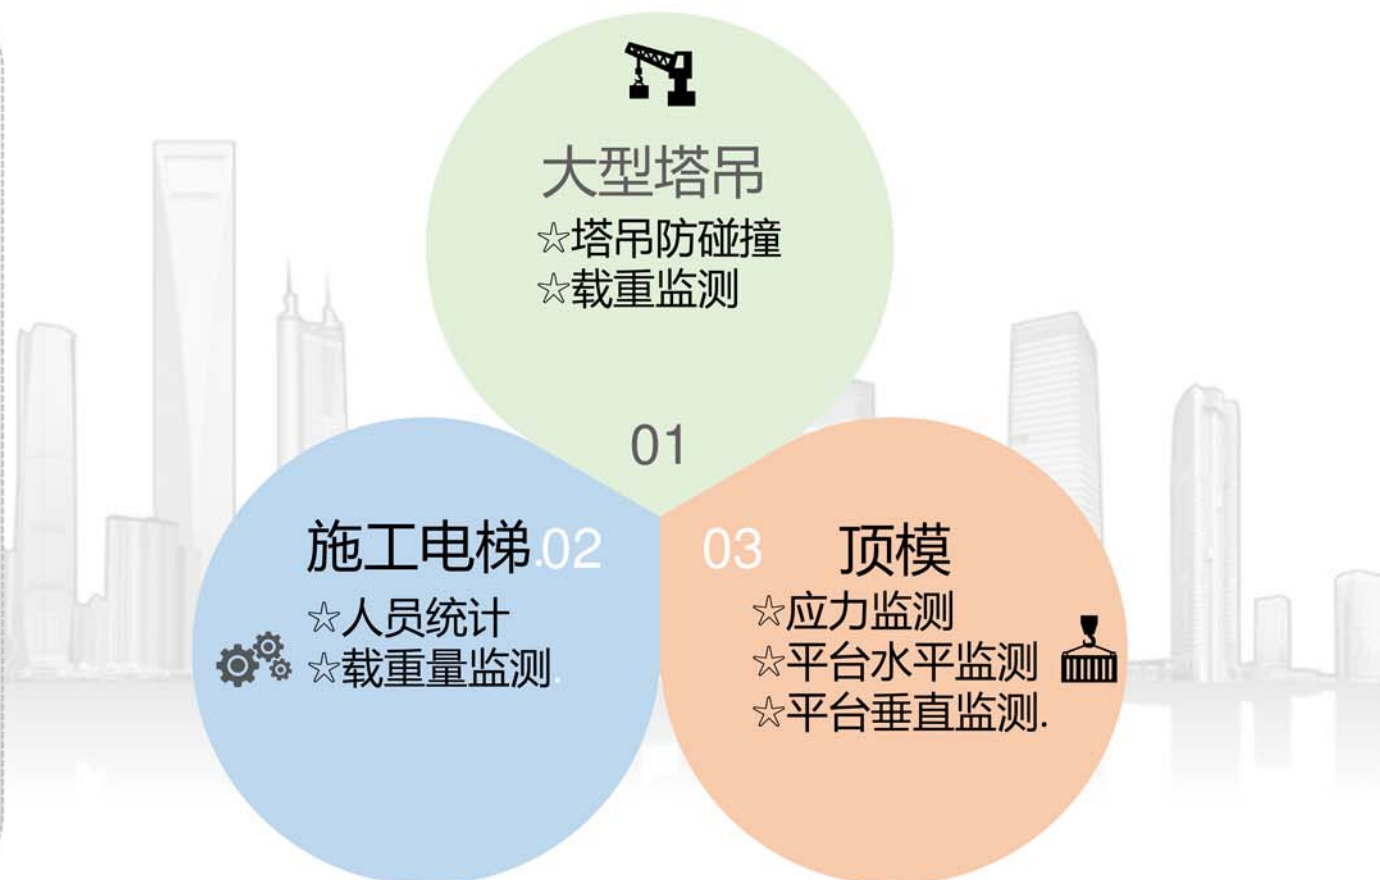 大型塔吊
☆塔吊防碰撞
☆载重监测
01
施工电梯.02
☆人员统计
☆载重量监测.
03 顶模
☆应力监测
☆平台水平监测
☆平台垂直监测.